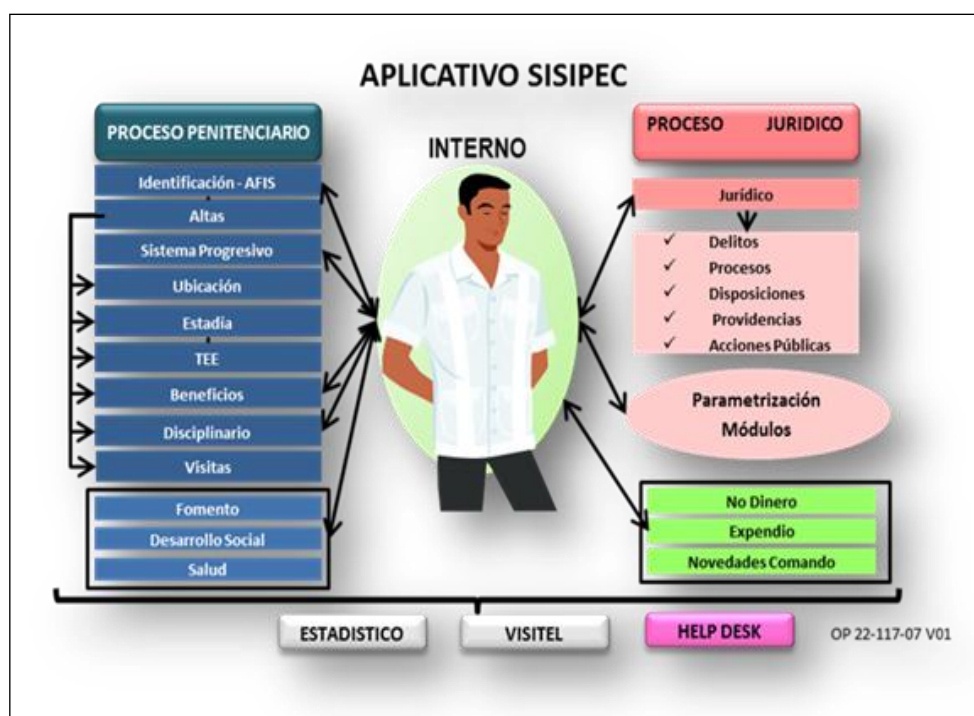 APLICATIVO SISIPEC
PROCESO PENITENCIARIO
Identificación - AFIS
Altas
Sistema Progresivo
Ubicación
Estadía
TEE
Beneficios
Disciplinario
Visitas
Fomento
Desarrollo Social
Salud
INTERNO
PROCESO JURIDICO
Jurídico
✓ Delitos
✓ Procesos
✓ Disposiciones
✓ Providencias
✓ Acciones Públicas
Parametrización
Módulos
No Dinero
Expendio
Novedades Comando
ESTADISTICO
VISITEL
HELP DESK
OP 22-117-07 V01